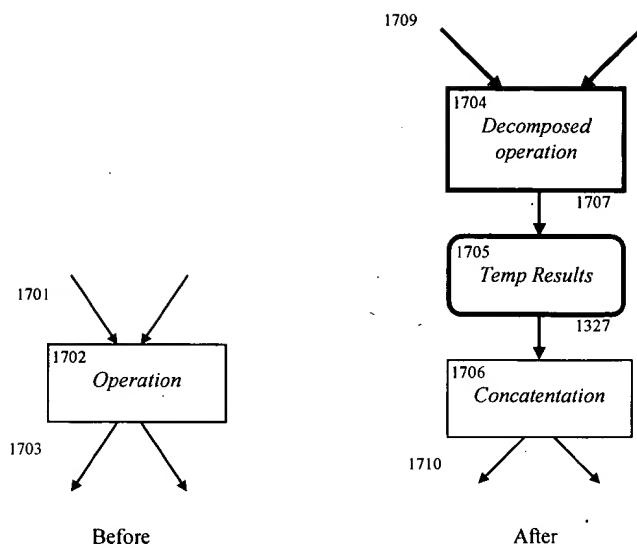 1709
1704
Decomposed
operation
1707
1705
Temp Results
1327
1706
Concatentation
1710
After
1701
1702
Operation
1703
Before